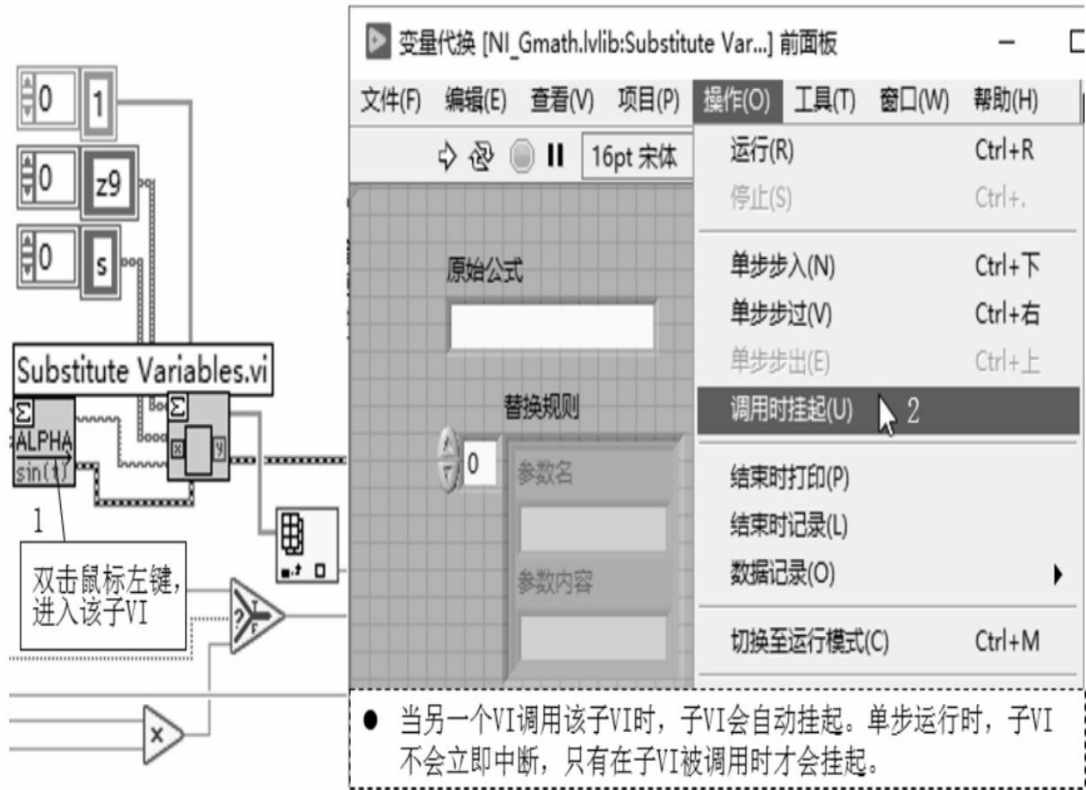 变量代换 [NI_Gmath.lvlib:Substitute Var...] 前面板
文件(F) 编辑(E) 查看(V) 项目(P) 操作(O) 工具(T) 窗口(W) 帮助(H)
16pt 宋体
运行(R) Ctrl+R
停止(S) Ctrl+.
单步步入(N) Ctrl+下
单步步过(V) Ctrl+右
单步步出(E) Ctrl+上
调用时挂起(U) 2
结束时打印(P)
结束时记录(L)
数据记录(O)
切换至运行模式(C) Ctrl+M
原始公式
替换规则
0
参数名
参数内容
0 1
0 z9
0 s
Substitute Variables.vi
Σ
ALPHA
sin(t)
Σ
x y
1
双击鼠标左键，
进入该子VI
? T
F
x
● 当另一个VI调用该子VI时，子VI会自动挂起。单步运行时，子VI
不会立即中断，只有在子VI被调用时才会挂起。